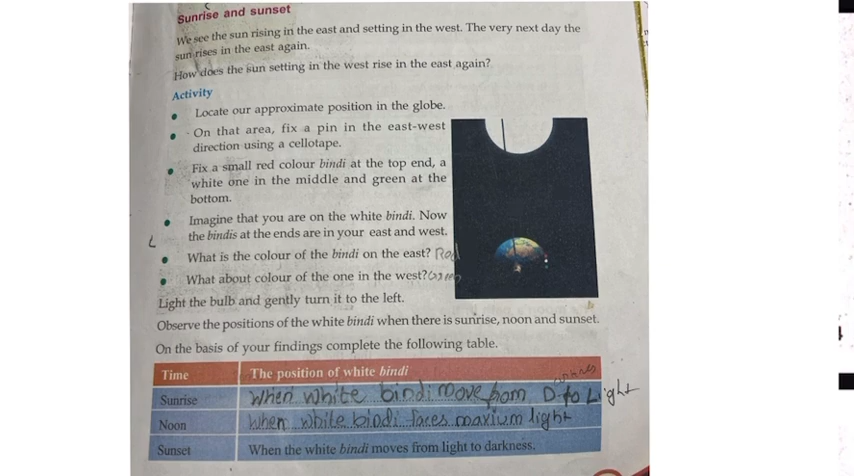 Sunrise and sunset
We see the sun rising in the east and setting in the west. The very next day the
sun rises in the east again.
How does the sun setting in the west rise in the east again?
Activity
Locate our approximate position in the globe.
On that area, fix a pin in the east-west
direction using a cellotape.
Fix a small red colour bindi at the top end, a
white one in the middle and green at the
bottom.
Imagine that you are on the white bindi. Now
the bindis at the ends are in your east and west.
What is the colour of the bindi on the east? Red
What about colour of the one in the west? Green
Light the bulb and gently turn it to the left.
Observe the positions of the white bindi when there is sunrise, noon and sunset.
On the basis of your findings complete the following table.
Time The position of white bindi
Sunrise When white bindi move from D to Light
Noon When white bindi faces maxium light
Sunset When the white bindi moves from light to darkness.